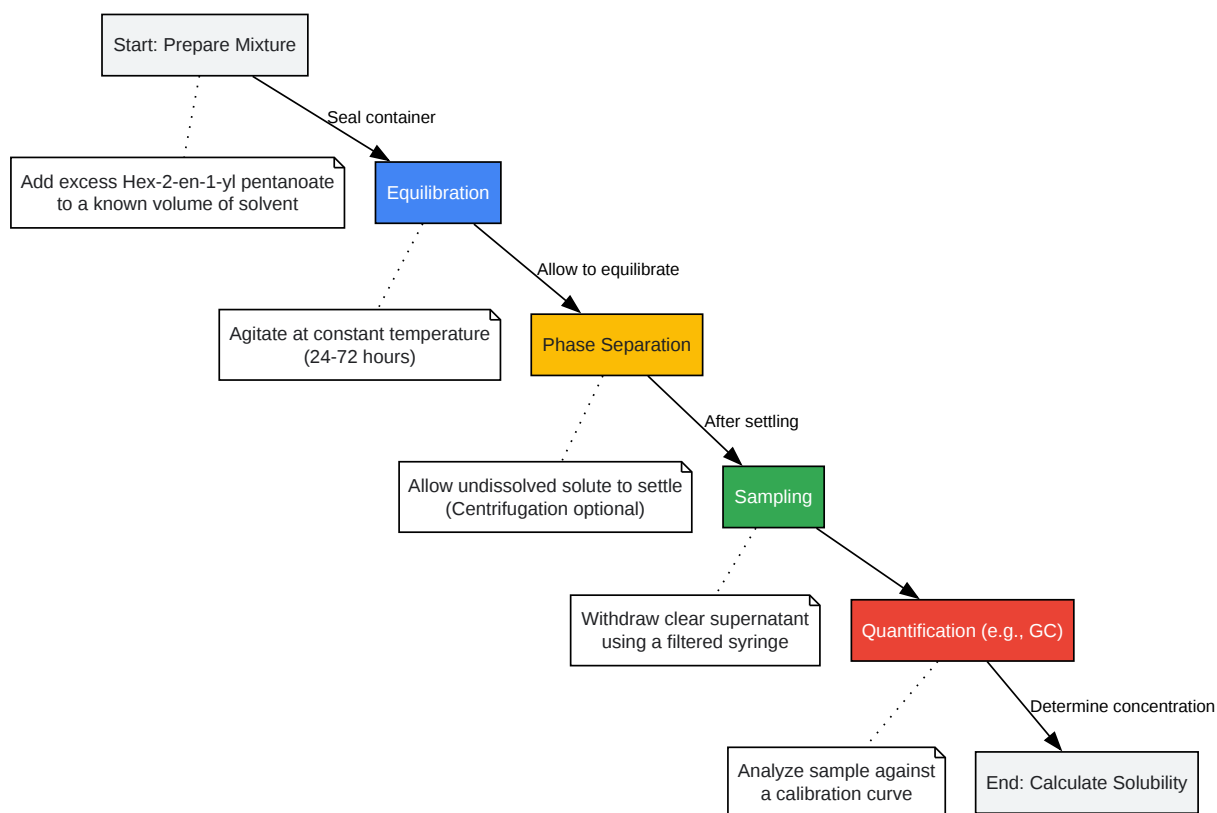 Start: Prepare Mixture
Seal container
Add excess Hex-2-en-1-yl pentanoate
to a known volume of solvent
Equilibration
Allow to equilibrate
Agitate at constant temperature
(24-72 hours)
Phase Separation
After settling
Allow undissolved solute to settle
(Centrifugation optional)
Sampling
Withdraw clear supernatant
using a filtered syringe
Quantification (e.g., GC)
Determine concentration
Analyze sample against
a calibration curve
End: Calculate Solubility